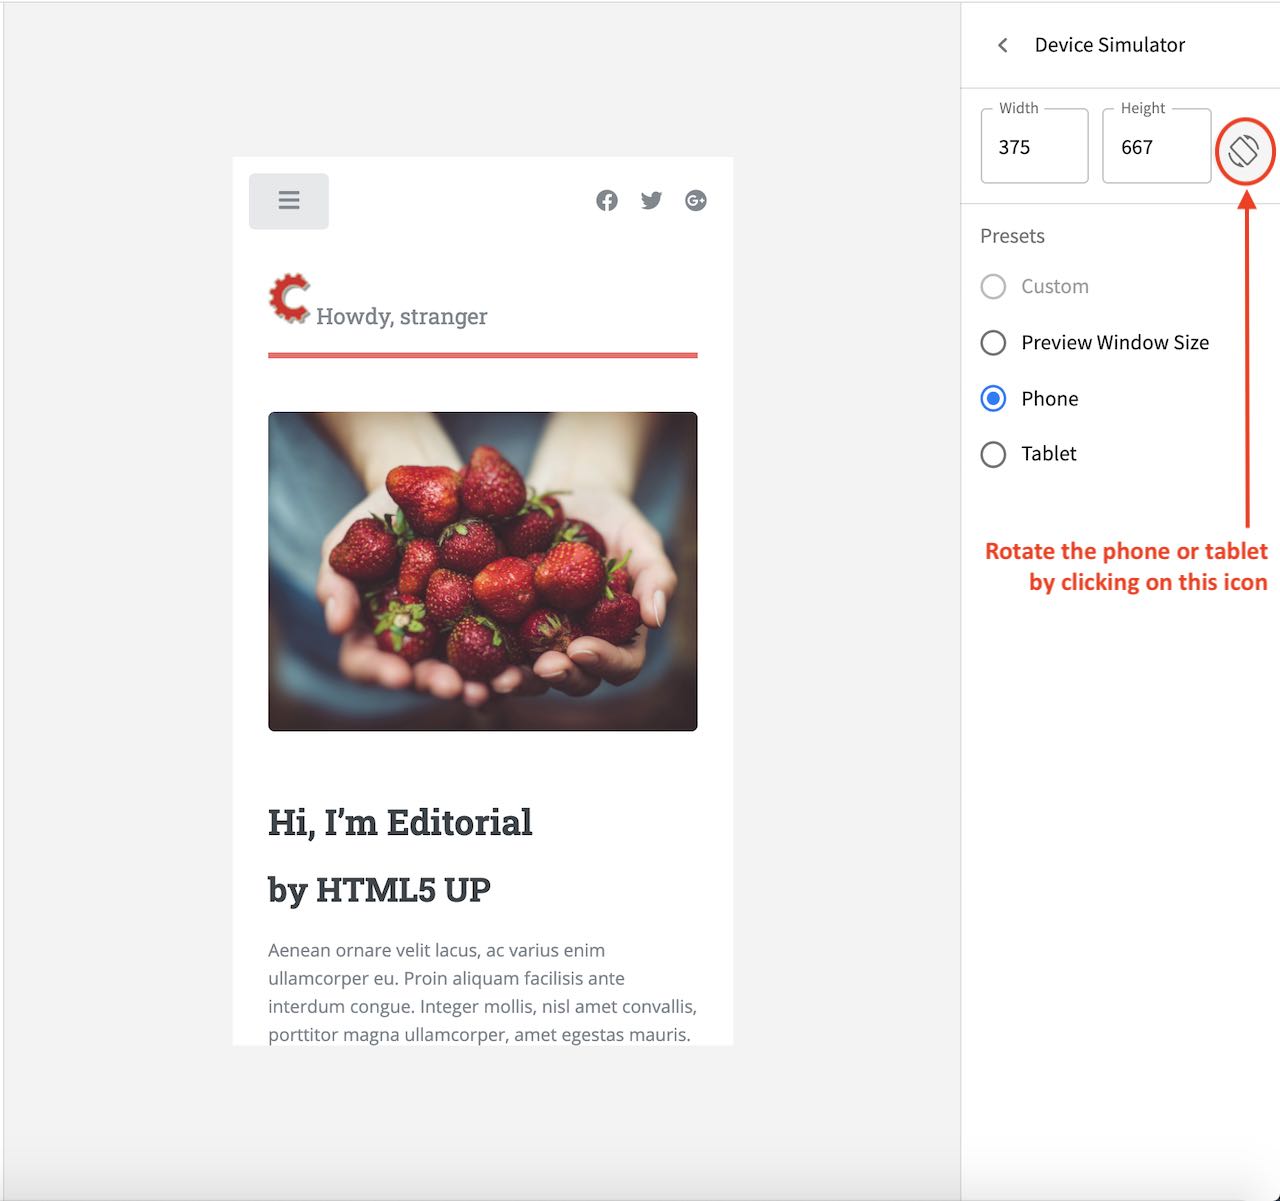 Device Simulator
Width
Height
375
667
Presets
Custom
Preview Window Size
Phone
Tablet
Rotate the phone or tablet
by clicking on this icon
G+
Howdy, stranger
Hi, I’m Editorial
by HTML5 UP
Aenean ornare velit lacus, ac varius enim
ullamcorper eu. Proin aliquam facilisis ante
interdum congue. Integer mollis, nisl amet convallis,
porttitor magna ullamcorper, amet egestas mauris.